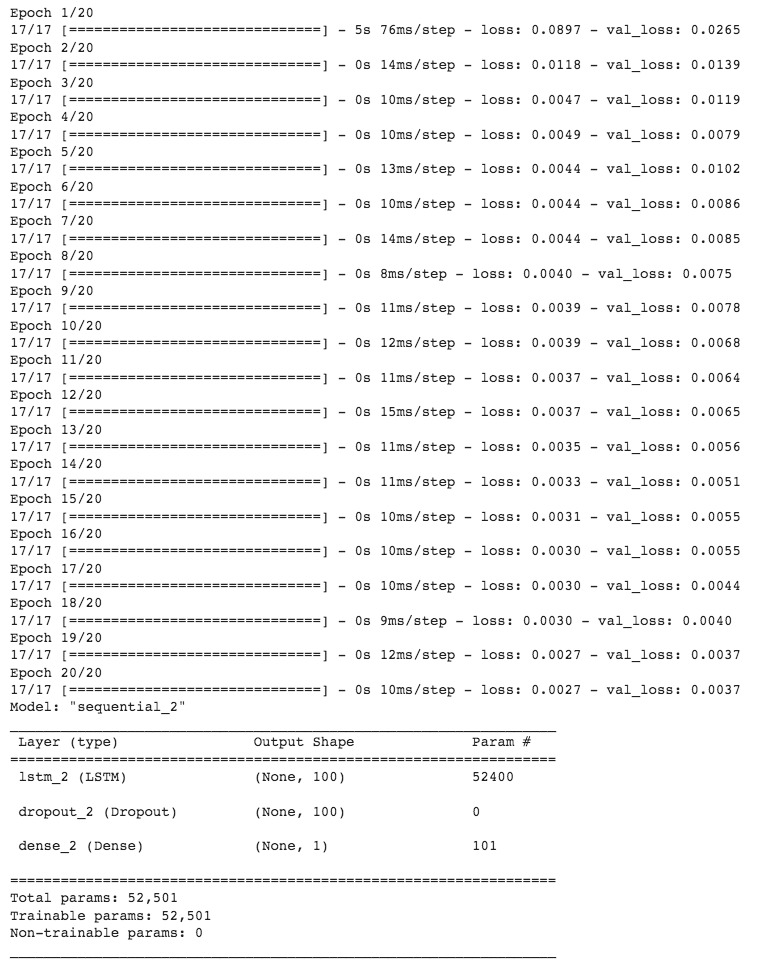 Epoch 1/20
17/17 [==============================] - 5s 76ms/step - loss: 0.0897 - val_loss: 0.0265
Epoch 2/20
17/17 [==============================] - 0s 14ms/step - loss: 0.0118 - val_loss: 0.0139
Epoch 3/20
17/17 [==============================] - 0s 10ms/step - loss: 0.0047 - val_loss: 0.0119
Epoch 4/20
17/17 [==============================] - 0s 10ms/step - loss: 0.0049 - val_loss: 0.0079
Epoch 5/20
17/17 [==============================] - 0s 13ms/step - loss: 0.0044 - val_loss: 0.0102
Epoch 6/20
17/17 [==============================] - 0s 10ms/step - loss: 0.0044 - val_loss: 0.0086
Epoch 7/20
17/17 [==============================] - 0s 14ms/step - loss: 0.0044 - val_loss: 0.0085
Epoch 8/20
17/17 [==============================] - 0s 8ms/step - loss: 0.0040 - val_loss: 0.0075
Epoch 9/20
17/17 [==============================] - 0s 11ms/step - loss: 0.0039 - val_loss: 0.0078
Epoch 10/20
17/17 [==============================] - 0s 12ms/step - loss: 0.0039 - val_loss: 0.0068
Epoch 11/20
17/17 [==============================] - 0s 11ms/step - loss: 0.0037 - val_loss: 0.0064
Epoch 12/20
17/17 [==============================] - 0s 15ms/step - loss: 0.0037 - val_loss: 0.0065
Epoch 13/20
17/17 [==============================] - 0s 11ms/step - loss: 0.0035 - val_loss: 0.0056
Epoch 14/20
17/17 [==============================] - 0s 11ms/step - loss: 0.0033 - val_loss: 0.0051
Epoch 15/20
17/17 [==============================] - 0s 10ms/step - loss: 0.0031 - val_loss: 0.0055
Epoch 16/20
17/17 [==============================] - 0s 10ms/step - loss: 0.0030 - val_loss: 0.0055
Epoch 17/20
17/17 [==============================] - 0s 10ms/step - loss: 0.0030 - val_loss: 0.0044
Epoch 18/20
17/17 [==============================] - 0s 9ms/step - loss: 0.0030 - val_loss: 0.0040
Epoch 19/20
17/17 [==============================] - 0s 12ms/step - loss: 0.0027 - val_loss: 0.0037
Epoch 20/20
17/17 [==============================] - 0s 10ms/step - loss: 0.0027 - val_loss: 0.0037
Model: "sequential_2"
_________________________________________________________________
Layer (type) Output Shape Param #
=================================================================
lstm_2 (LSTM) (None, 100) 52400
dropout_2 (Dropout) (None, 100) 0
dense_2 (Dense) (None, 1) 101
=================================================================
Total params: 52,501
Trainable params: 52,501
Non-trainable params: 0
_________________________________________________________________